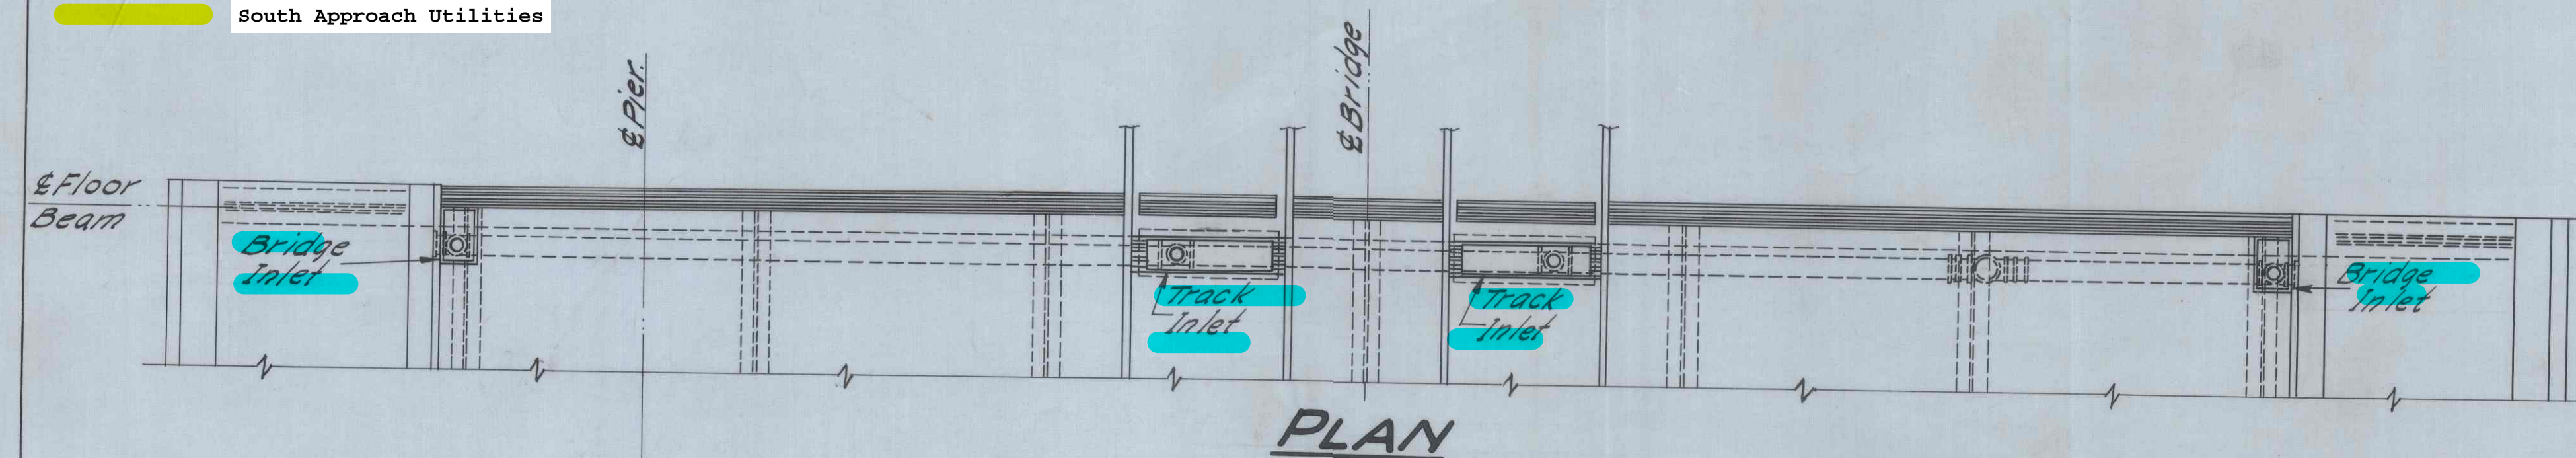 South Approach Utilities
℄ Pier.
℄ Bridge
℄ Floor
Beam
Bridge
Inlet
Track
Inlet
Track
Inlet
Bridge
Inlet
PLAN